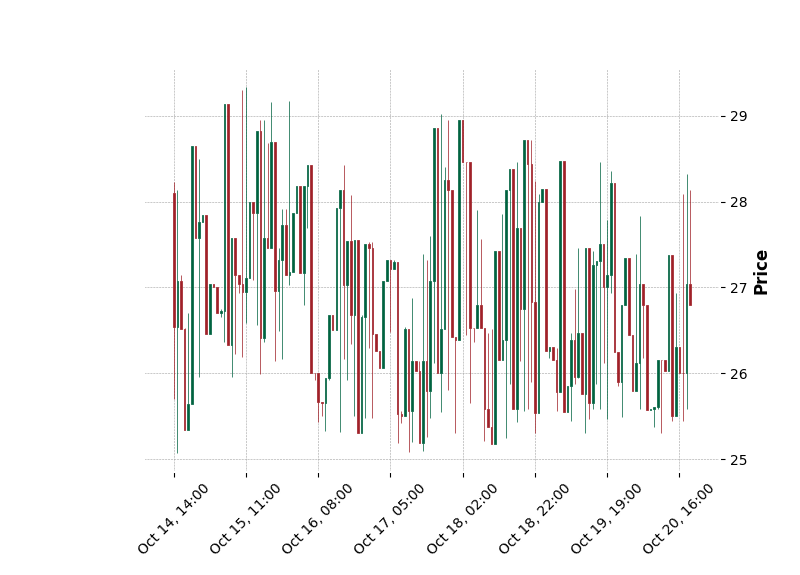 29
28
27
26
25
Price
Oct 14, 14:00
Oct 15, 11:00
Oct 16, 08:00
Oct 17, 05:00
Oct 18, 02:00
Oct 18, 22:00
Oct 19, 19:00
Oct 20, 16:00